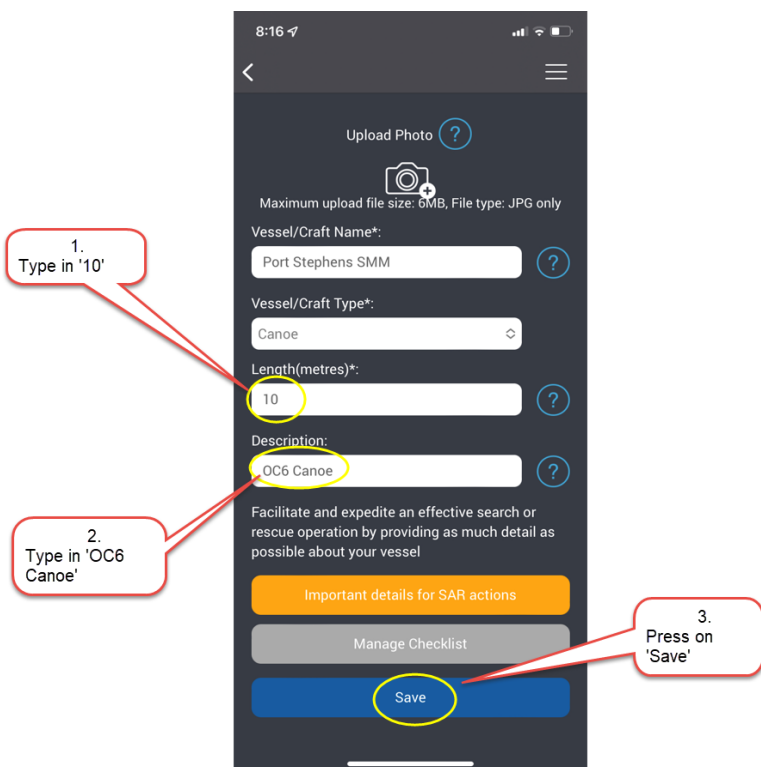 8:16
Upload Photo ?
Maximum upload file size: 6MB, File type: JPG only
Vessel/Craft Name*:
Port Stephens SMM ?
1.
Type in '10'
Vessel/Craft Type*:
Canoe
Length(metres)*:
10 ?
Description:
OC6 Canoe ?
2.
Type in 'OC6
Canoe'
Facilitate and expedite an effective search or
rescue operation by providing as much detail as
possible about your vessel
Important details for SAR actions
Manage Checklist
3.
Press on
'Save'
Save